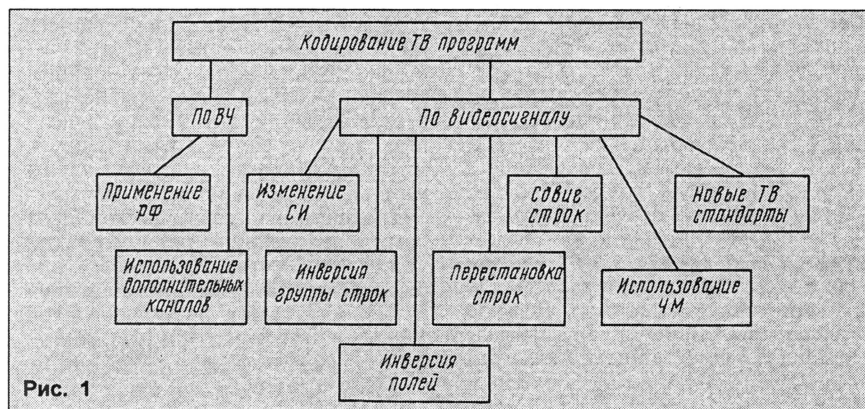 Кодирование ТВ программ
По ВЧ
По видеосигналу
Применение
РФ
Изменение
СИ
Сдвиг
строк
Новые ТВ
стандарты
Использование
дополнительных
каналов
Инверсия
группы строк
Перестановка
строк
Использование
ЧМ
Инверсия
полей
Рис. 1